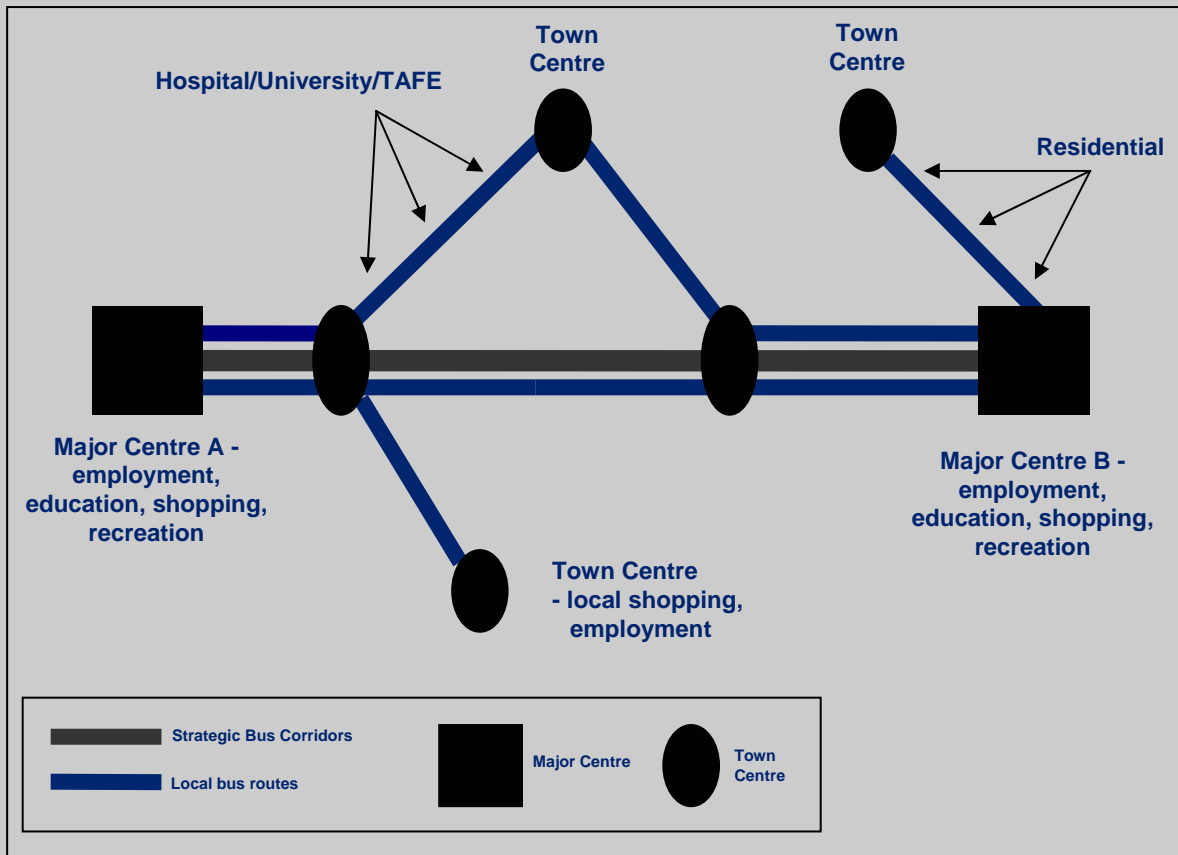 Town
Centre
Town
Centre
Hospital/University/TAFE
Residential
Major Centre A -
employment,
education, shopping,
recreation
Major Centre B -
employment,
education, shopping,
recreation
Town Centre
- local shopping,
employment
Strategic Bus Corridors
Local bus routes
Major Centre
Town
Centre